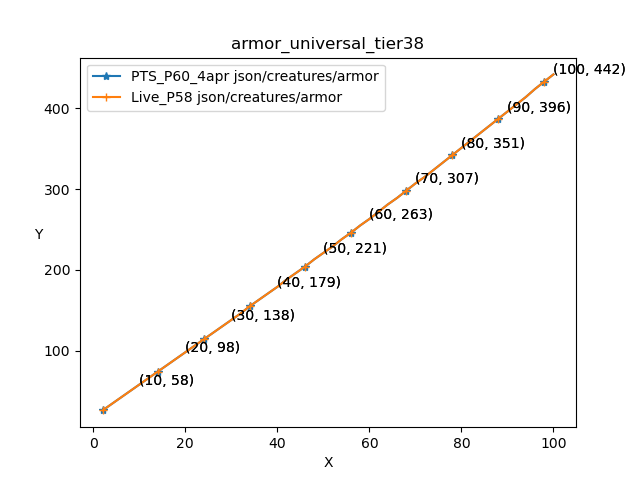 armor_universal_tier38
PTS_P60_4apr json/creatures/armor
Live_P58 json/creatures/armor
(100, 442)
(90, 396)
(80, 351)
(70, 307)
(60, 263)
(50, 221)
(40, 179)
(30, 138)
(20, 98)
(10, 58)
400
300
200
100
Y
0 20 40 60 80 100
X